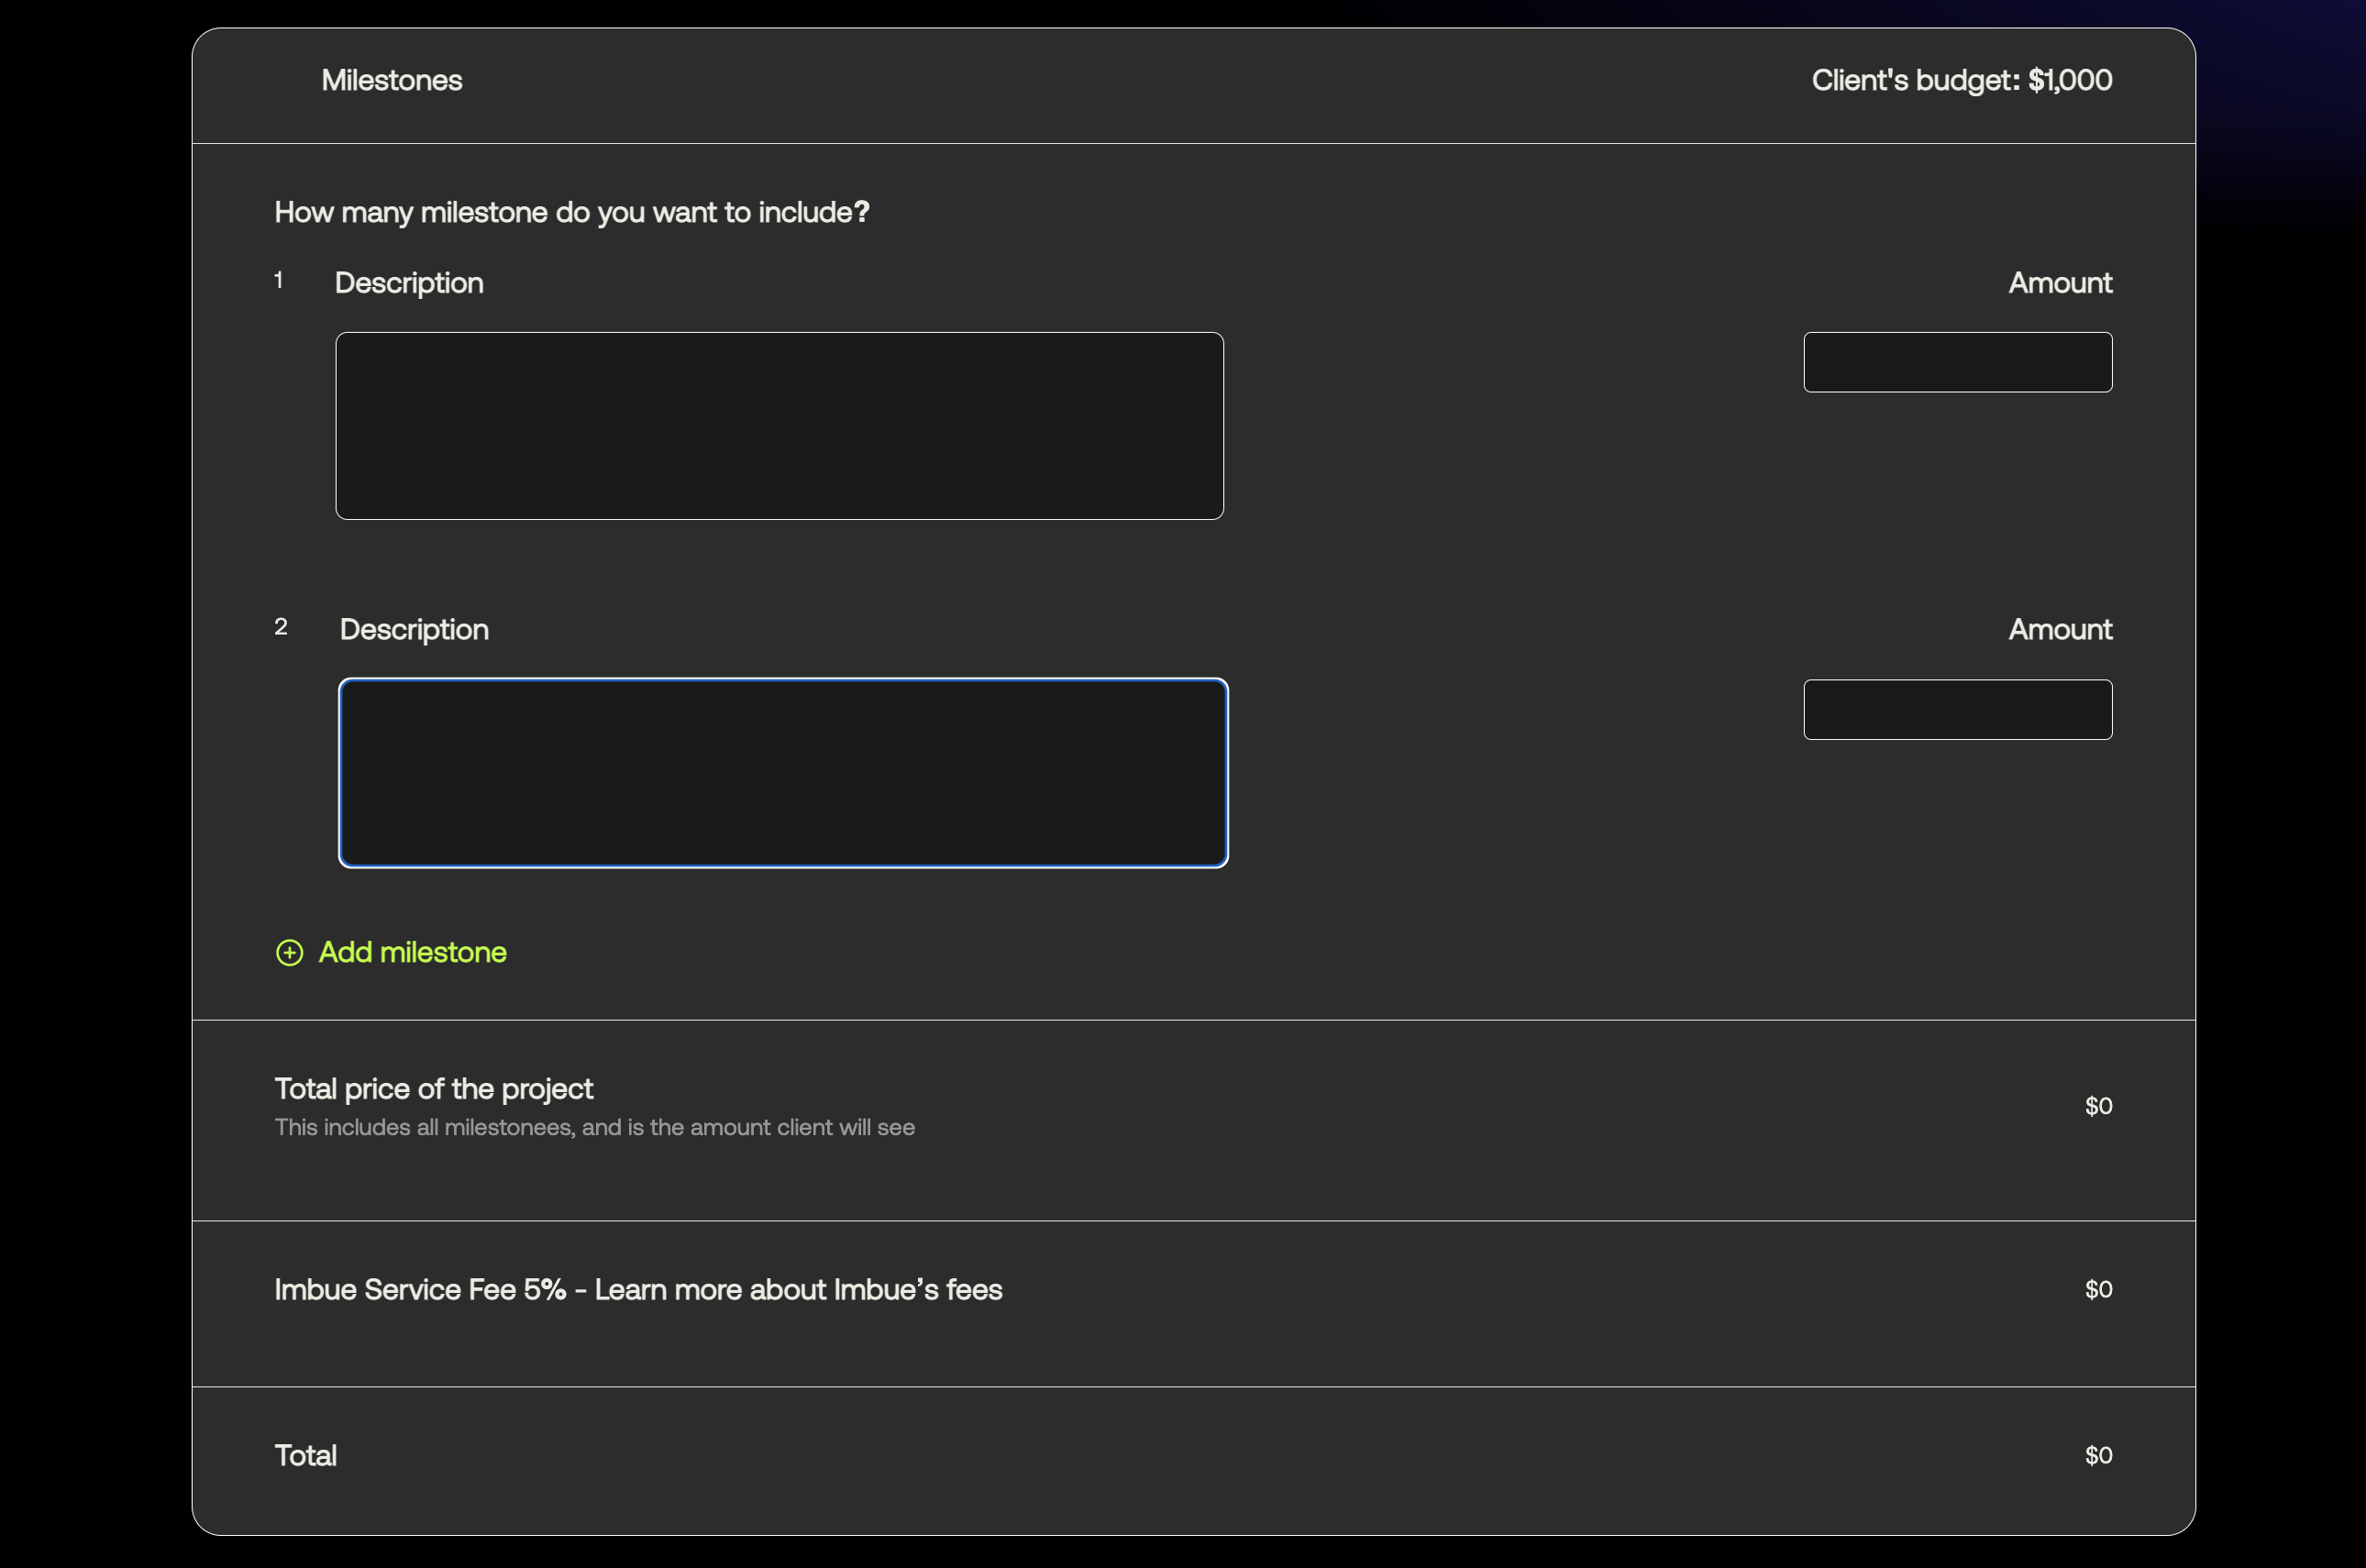 Milestones
Client's budget: $1,000
How many milestone do you want to include?
1 Description Amount
2 Description Amount
Add milestone
Total price of the project
This includes all milestonees, and is the amount client will see
$0
Imbue Service Fee 5% - Learn more about Imbue’s fees
$0
Total
$0